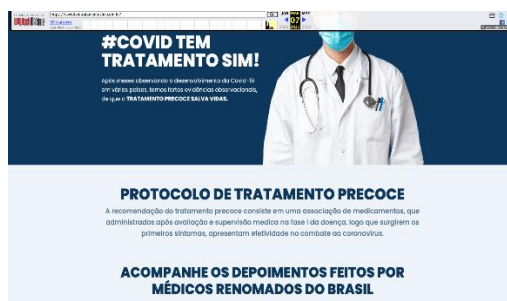 07
#COVID TEM
TRATAMENTO SIM!
Após meses observando o desenvolvimento da Covid-19
em vários países, temos fortes evidências observacionais,
de que o TRATAMENTO PRECOCE SALVA VIDAS.
PROTOCOLO DE TRATAMENTO PRECOCE
A recomendação do tratamento precoce consiste em uma associação de medicamentos, que
administrados após avaliação e supervisão medica na fase I da doença, logo que surgirem os
primeiros sintomas, apresentam efetividade no combate ao coronavírus.
ACOMPANHE OS DEPOIMENTOS FEITOS POR
MÉDICOS RENOMADOS DO BRASIL